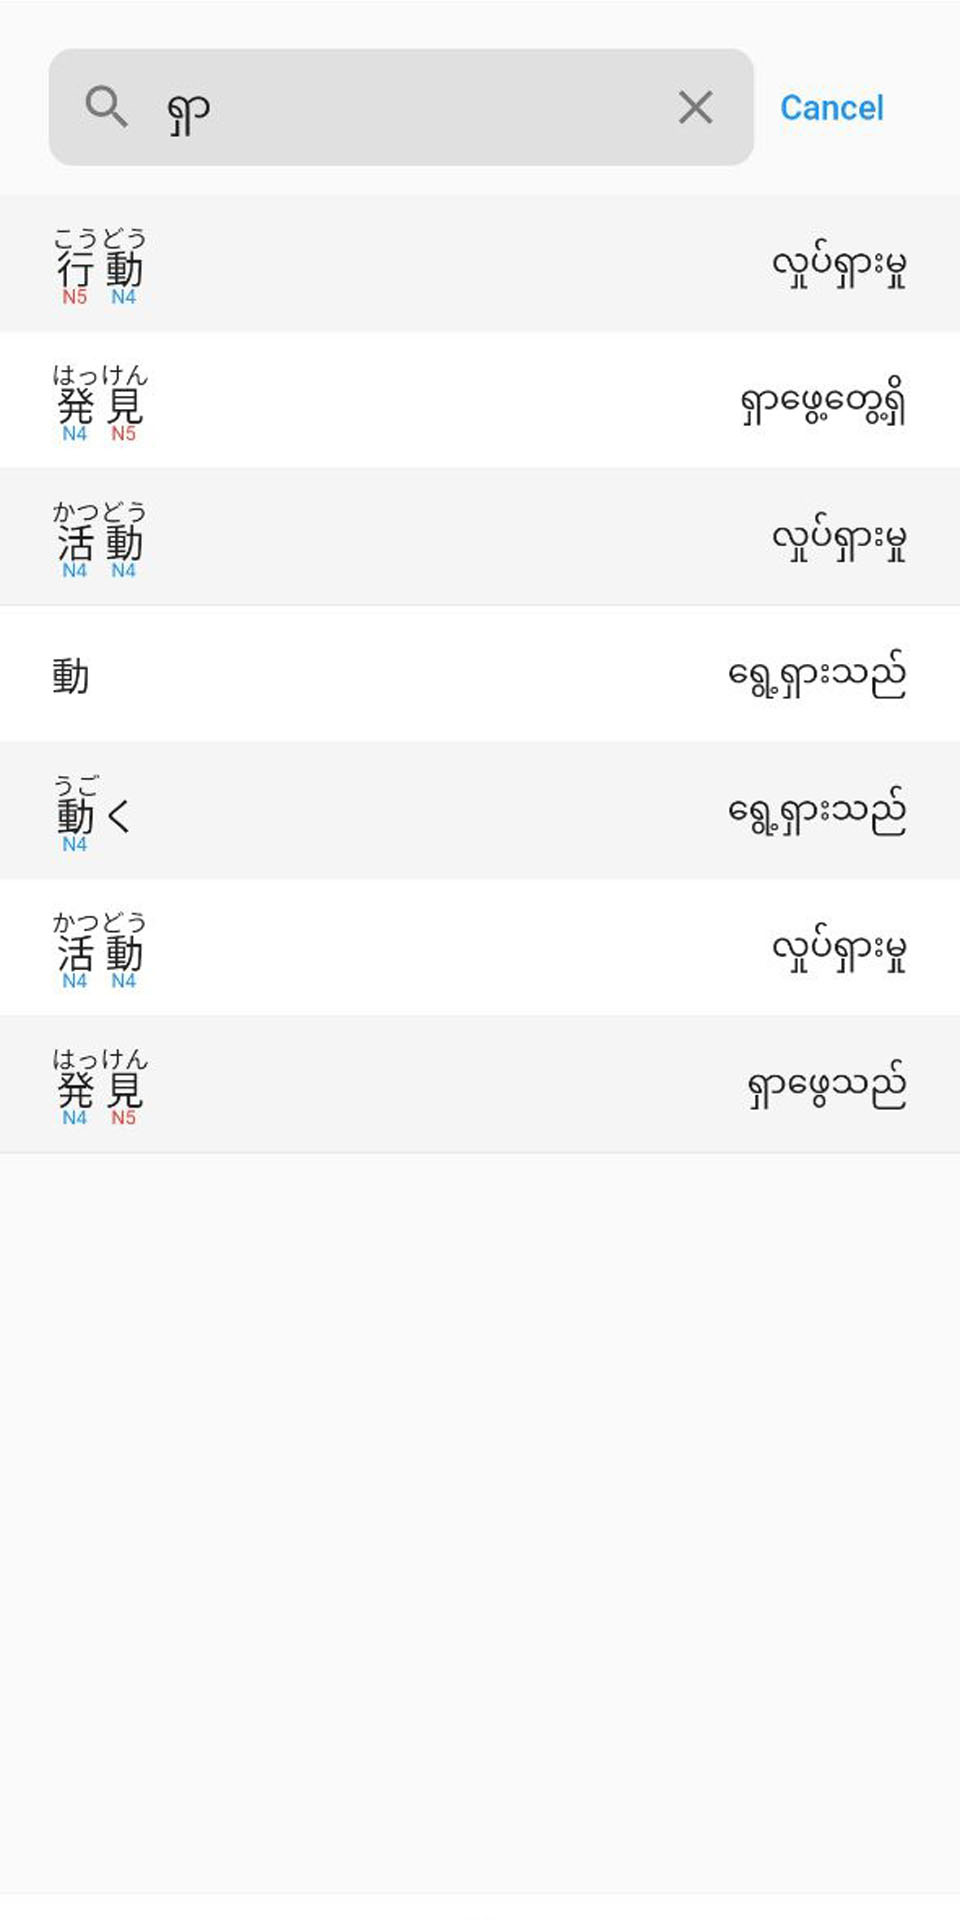 ရှာ
Cancel
こうどう
行動 လှုပ်ရှားမှု
N5 N4
はっけん
発見 ရှာဖွေ့တွေ့ရှိ
N4 N5
かつどう
活動 လှုပ်ရှားမှု
N4 N4
動 ရွေ့ရှားသည်
うご
動く ရွေ့ရှားသည်
N4
かつどう
活動 လှုပ်ရှားမှု
N4 N4
はっけん
発見 ရှာဖွေသည်
N4 N5